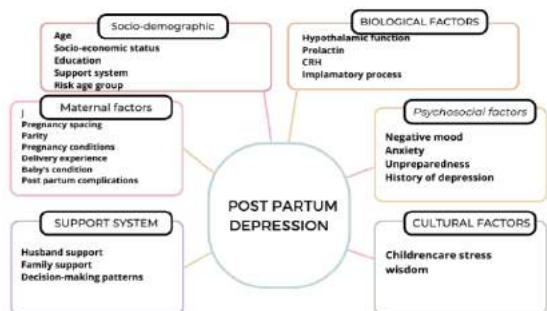 Socio-demographic
Age
Socio-economic status
Education
Support system
Risk age group
BIOLOGICAL FACTORS
Hypothalamic function
Prolactin
CRH
Implamatory process
Maternal factors
J
Pregnancy spacing
Parity
Pregnancy conditions
Delivery experience
Baby's condition
Post partum complications
Psychosocial factors
Negative mood
Anxiety
Unpreparedness
History of depression
POST PARTUM
DEPRESSION
SUPPORT SYSTEM
Husband support
Family support
Decision-making patterns
CULTURAL FACTORS
Childrencare stress
wisdom